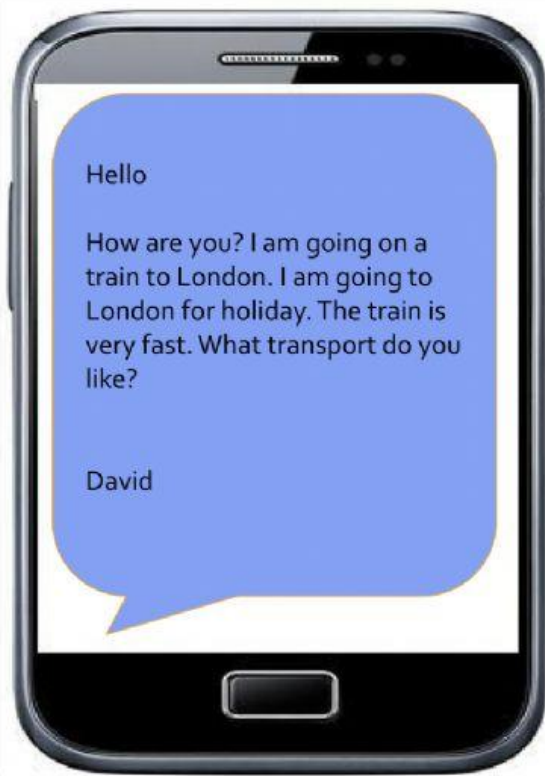 Hello
How are you? I am going on a
train to London. I am going to
London for holiday. The train is
very fast. What transport do you
like?
David